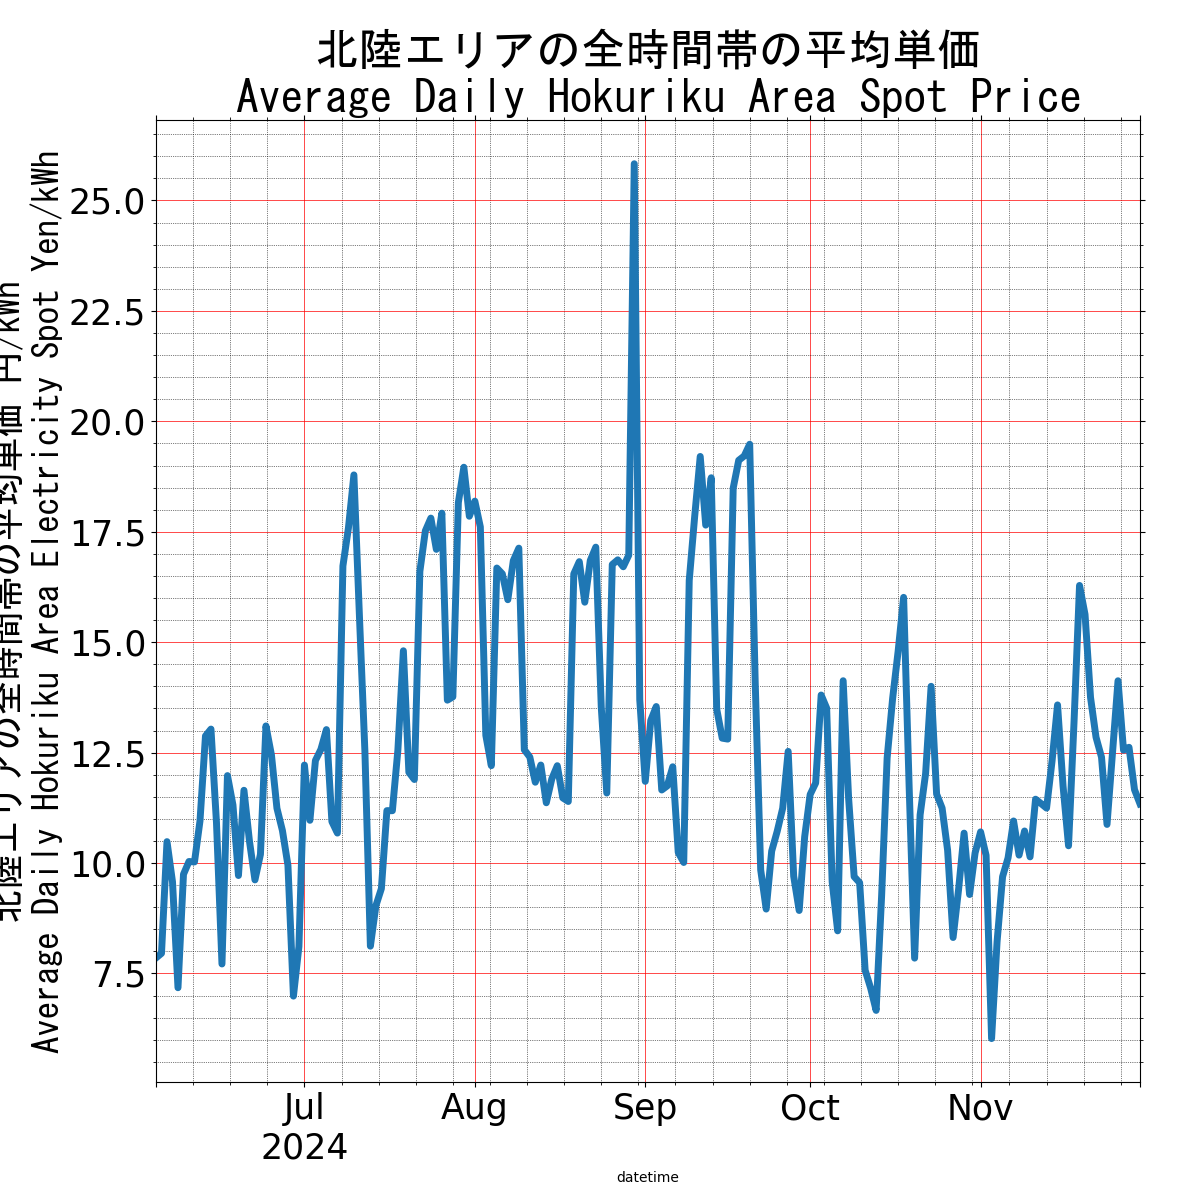 北陸エリアの全時間帯の平均単価
Average Daily Hokuriku Area Spot Price
北陸エリアの全時間帯の平均単価 円/kWh
Average Daily Hokuriku Area Electricity Spot Yen/kWh
25.0
22.5
20.0
17.5
15.0
12.5
10.0
7.5
Jul
2024
Aug
Sep
Oct
Nov
datetime